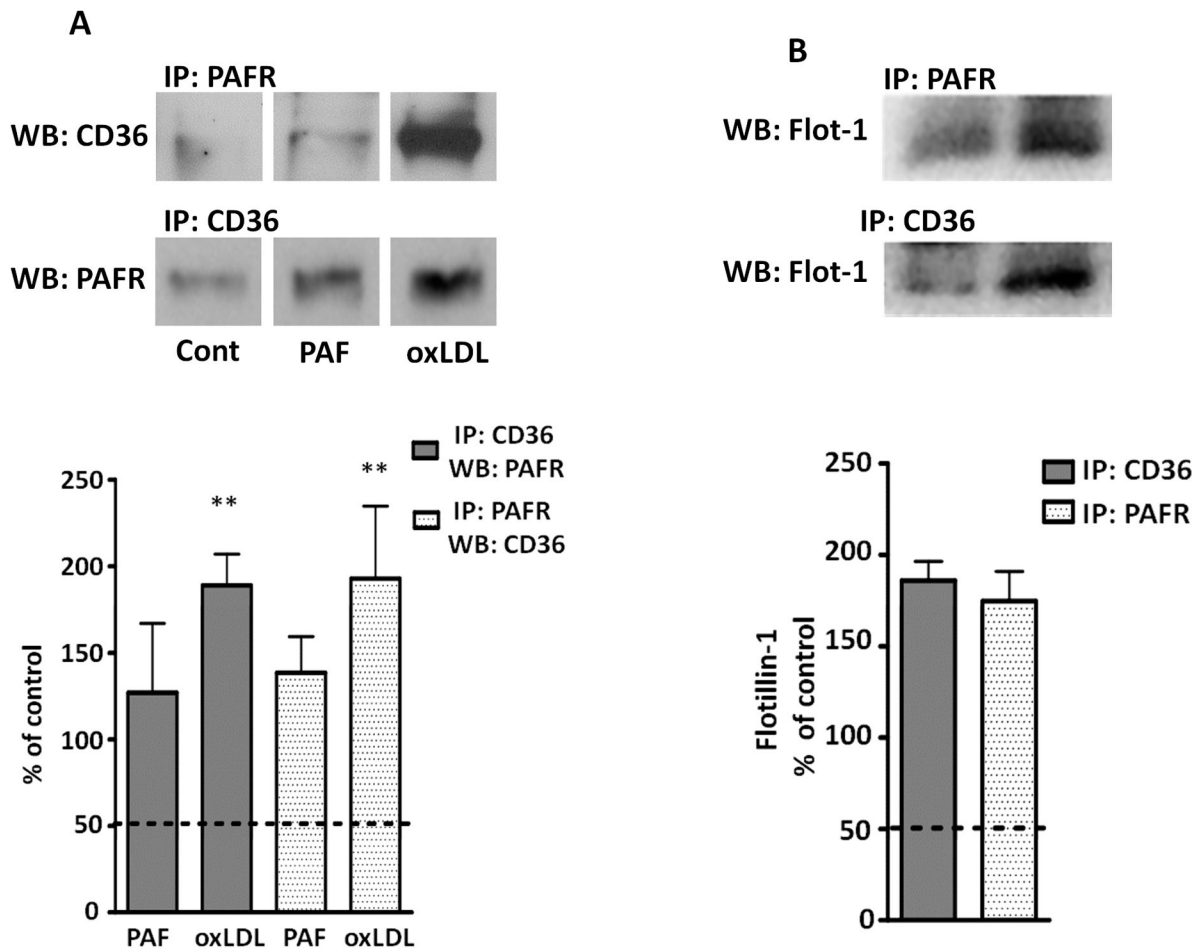 A
IP: PAFR
WB: CD36
IP: CD36
WB: PAFR
Cont PAF oxLDL
IP: CD36
WB: PAFR
IP: PAFR
WB: CD36
** **
250
200
150
100
50
0
% of control
PAF oxLDL PAF oxLDL
B
IP: PAFR
WB: Flot-1
IP: CD36
WB: Flot-1
IP: CD36
IP: PAFR
250
200
150
100
50
0
Flotillin-1
% of control